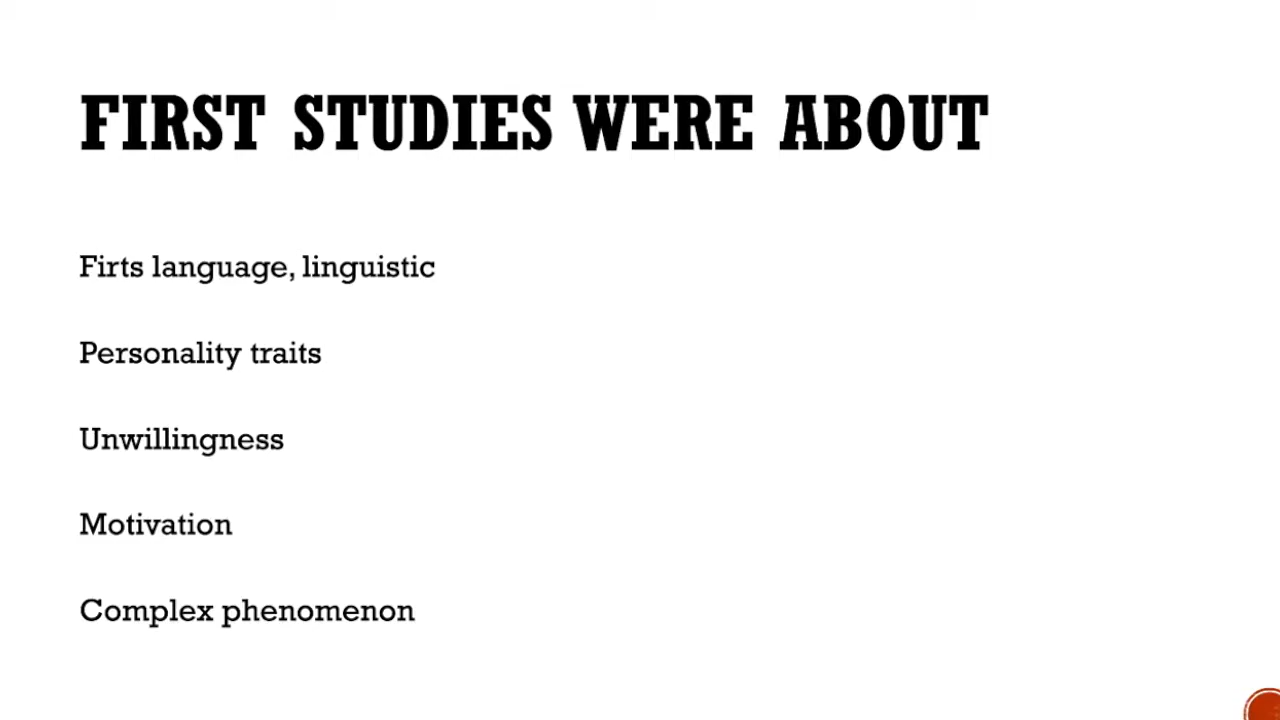 FIRST STUDIES WERE ABOUT
Firts language, linguistic
Personality traits
Unwillingness
Motivation
Complex phenomenon